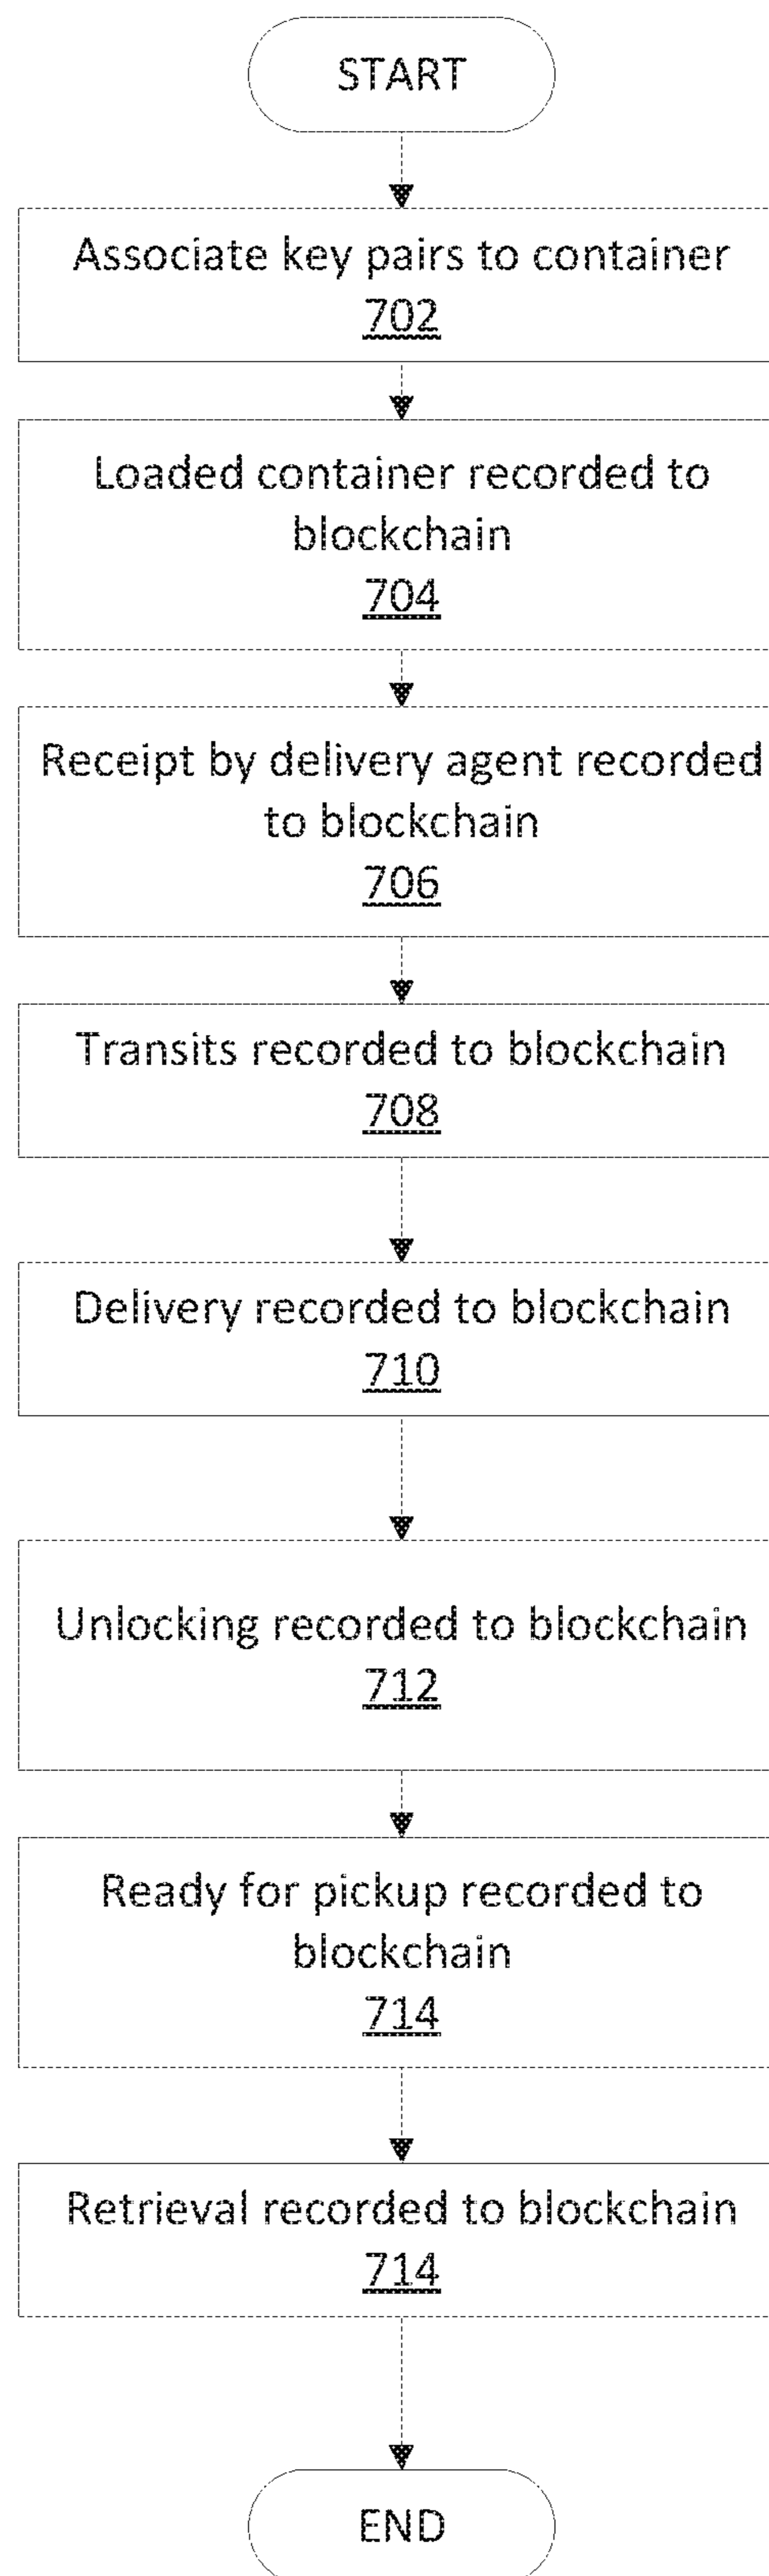 START
Associate key pairs to container
702
Loaded container recorded to
blockchain
704
Receipt by delivery agent recorded
to blockchain
706
Transits recorded to blockchain
708
Delivery recorded to blockchain
710
Unlocking recorded to blockchain
712
Ready for pickup recorded to
blockchain
714
Retrieval recorded to blockchain
714
END